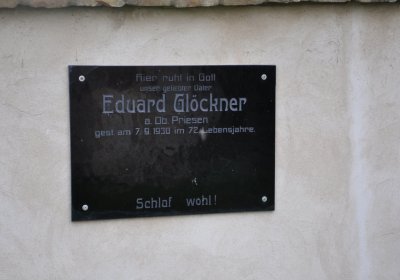 Hier ruht in Gott
unser geliebter Vater
Eduard Glöckner
a. Ob. Priesen
gest. am 7. 9. 1930 im 72. Lebensjahre.
Schlaf wohl!